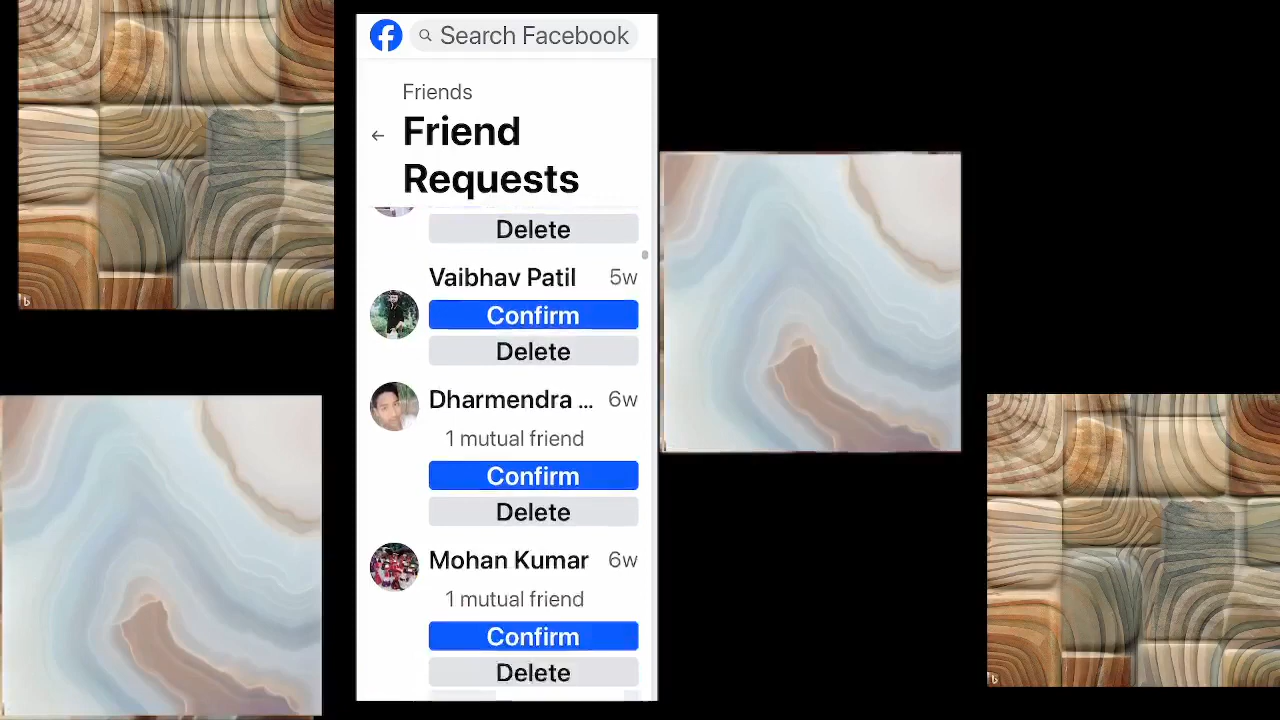 Search Facebook
Friends
Friend
Requests
Delete
Vaibhav Patil 5w
Confirm
Delete
Dharmendra ... 6w
1 mutual friend
Confirm
Delete
Mohan Kumar 6w
1 mutual friend
Confirm
Delete